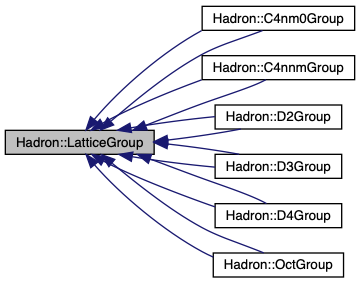 Hadron::C4nm0Group
Hadron::C4nnmGroup
Hadron::D2Group
Hadron::LatticeGroup
Hadron::D3Group
Hadron::D4Group
Hadron::OctGroup